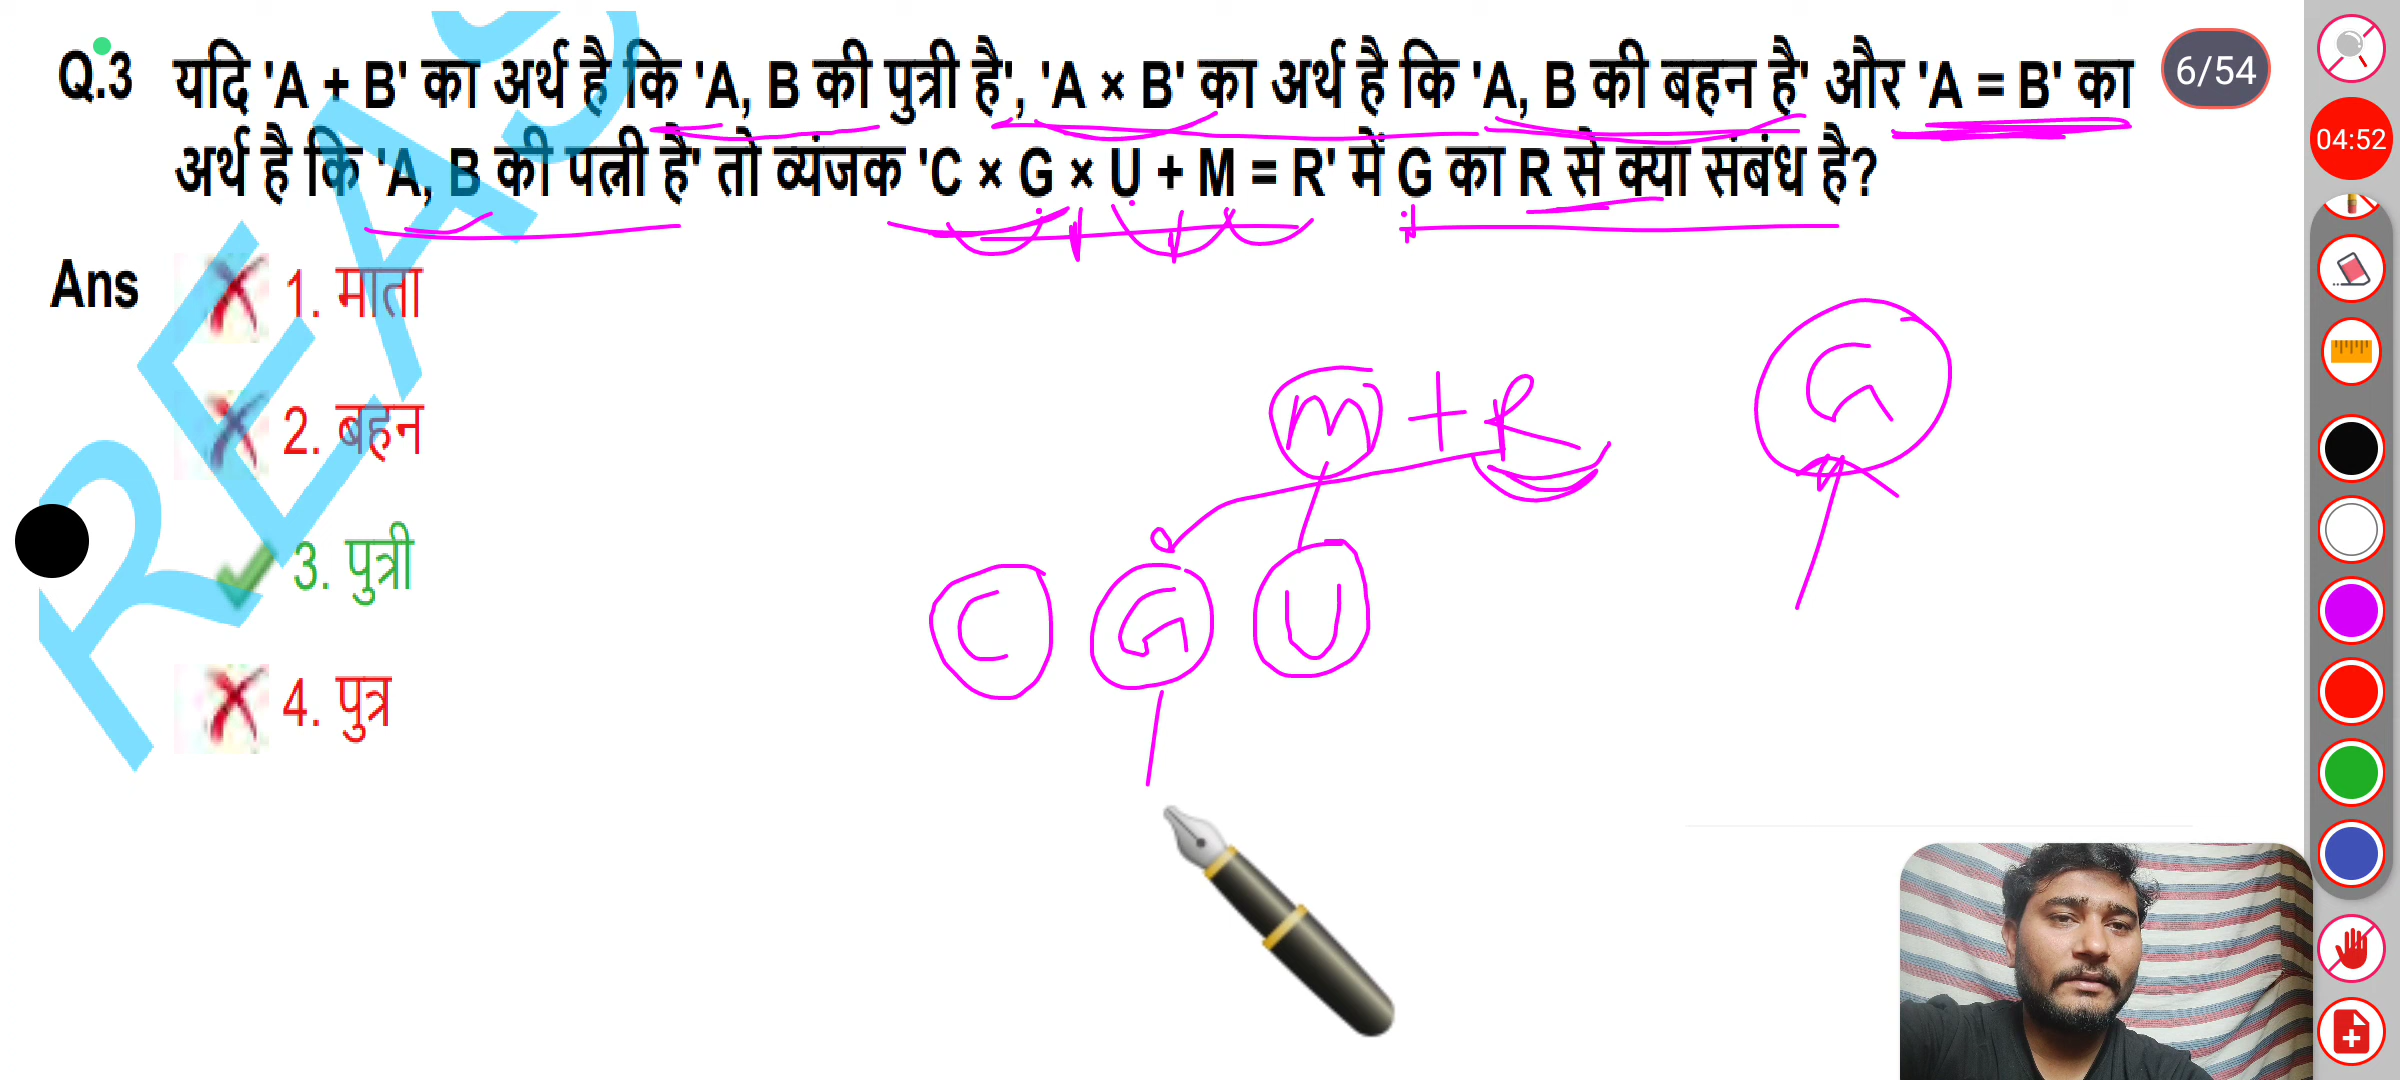 Q.3 यदि 'A + B' का अर्थ है कि 'A, B की पुत्री है', 'A × B' का अर्थ है कि 'A, B की बहन है' और 'A = B' का
अर्थ है कि 'A, B की पत्नी है' तो व्यंजक 'C × G × U + M = R' में G का R से क्या संबंध है?
6/54
04:52
Ans 1. माता
2. बहन
3. पुत्री
4. पुत्र
REAS
M + R
G
C G U